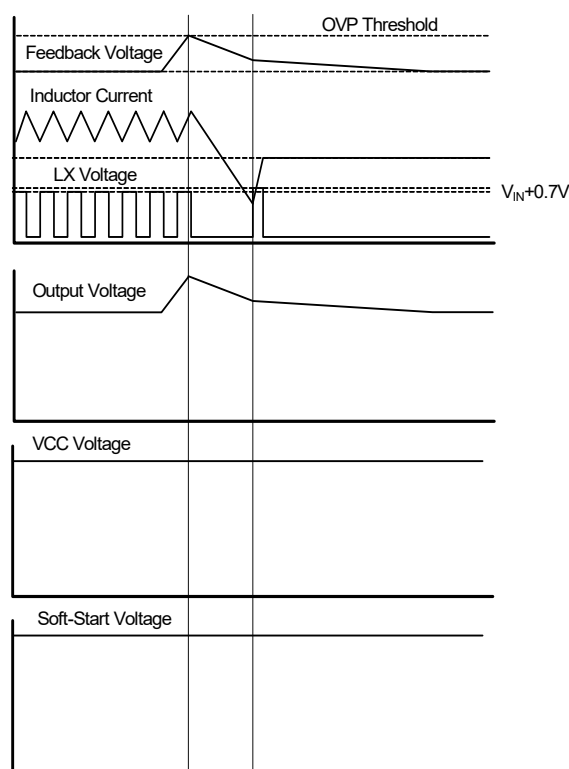 OVP Threshold
Feedback Voltage
Inductor Current
LX Voltage
VIN+0.7V
Output Voltage
VCC Voltage
Soft-Start Voltage